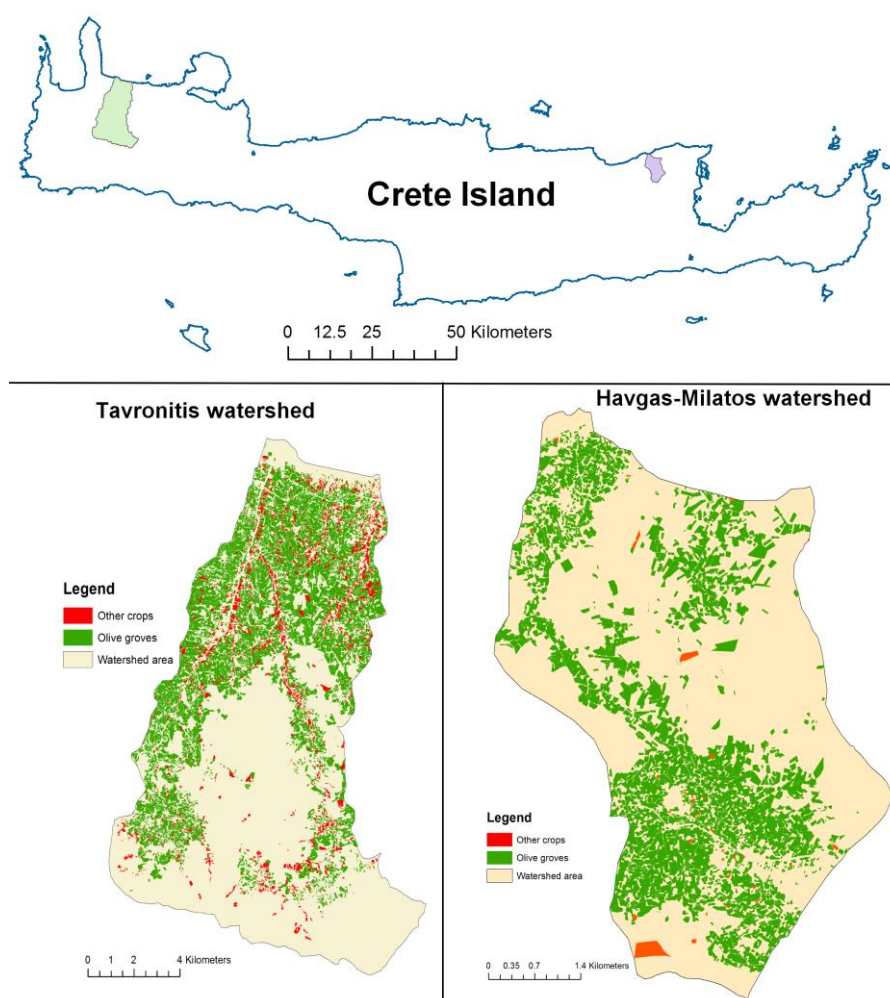 Crete Island
0 12.5 25 50 Kilometers
Tavronitis watershed
Legend
Other crops
Olive groves
Watershed area
0 1 2 4 Kilometers
Havgas-Milatos watershed
Legend
Other crops
Olive groves
Watershed area
0 0.35 0.7 1.4 Kilometers